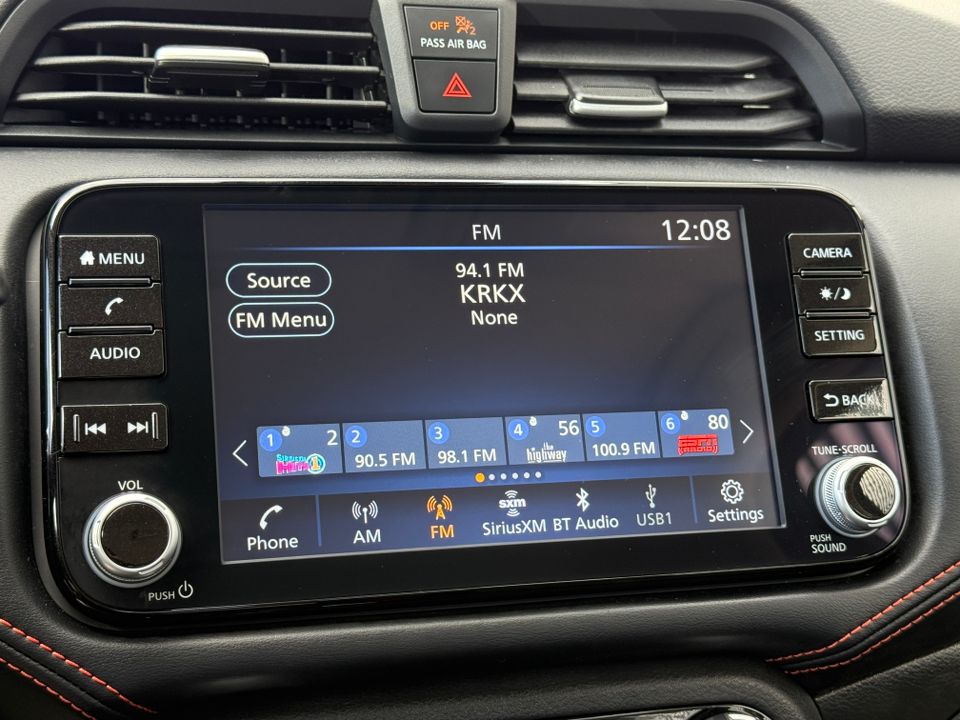 OFF 2
PASS AIR BAG
FM
12:08
MENU
AUDIO
VOL
PUSH
Source
FM Menu
94.1 FM
KRKX
None
CAMERA
SETTING
BACK
TUNE-SCROLL
PUSH
SOUND
1 2
2
90.5 FM
3
98.1 FM
4 56
the
highway
5
100.9 FM
6 80
Phone
AM
FM
sxm
SiriusXM
BT Audio
USB1
Settings